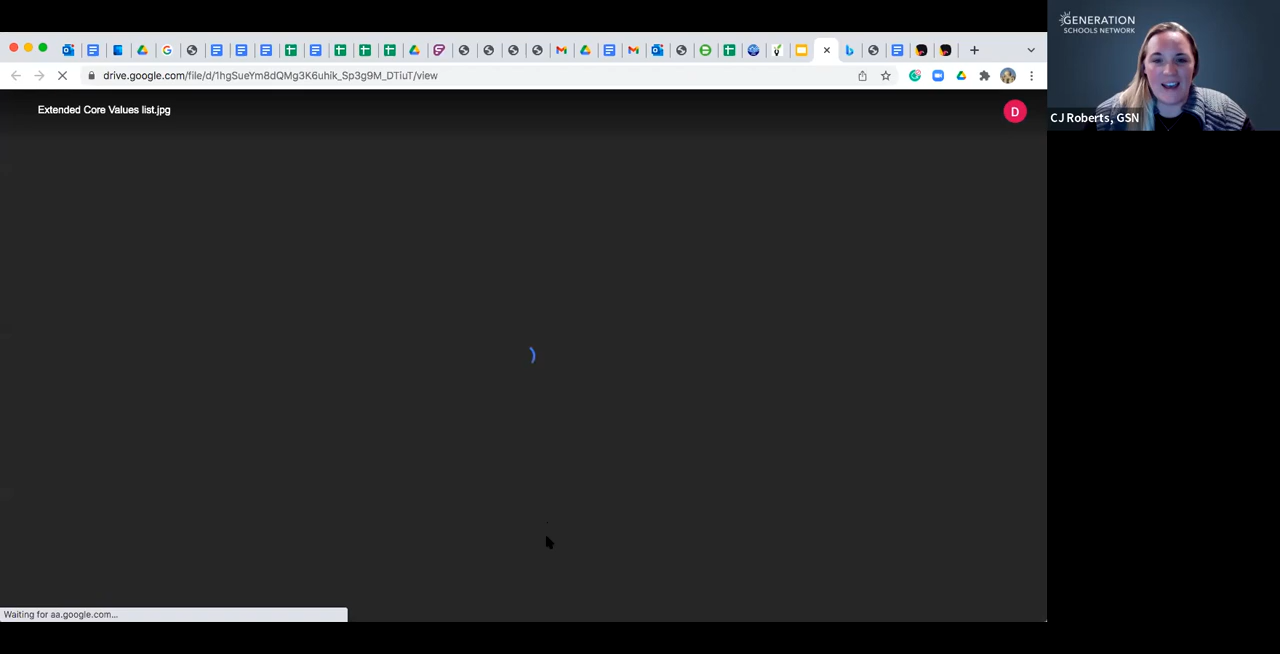 drive.google.com/file/d/1hgSueYm8dQMg3K6uhik_Sp3g9M_DTiuT/view
Extended Core Values list.jpg
D
Waiting for aa.google.com...
GENERATION
SCHOOLS NETWORK
CJ Roberts, GSN